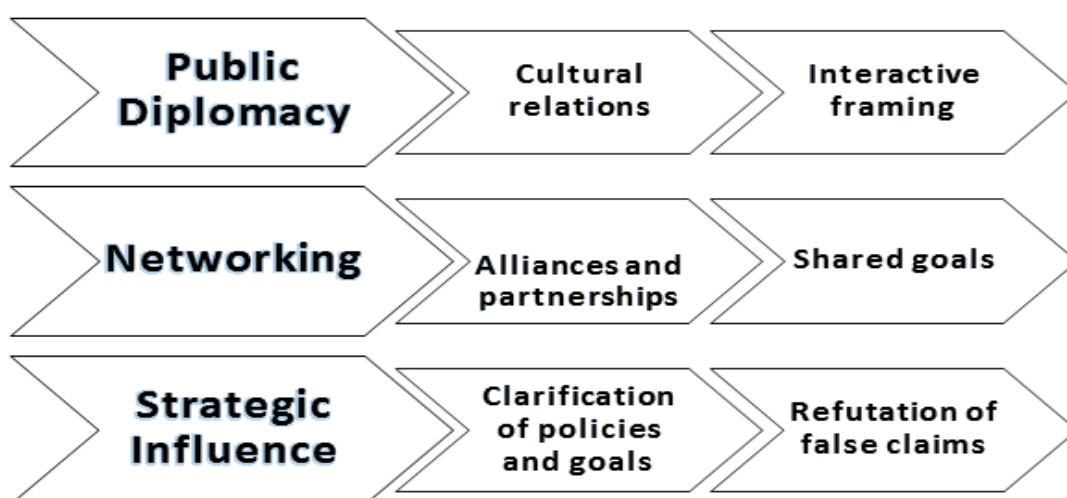 Public
Diplomacy
Cultural
relations
Interactive
framing
Networking
Alliances and
partnerships
Shared goals
Strategic
Influence
Clarification
of policies
and goals
Refutation of
false claims